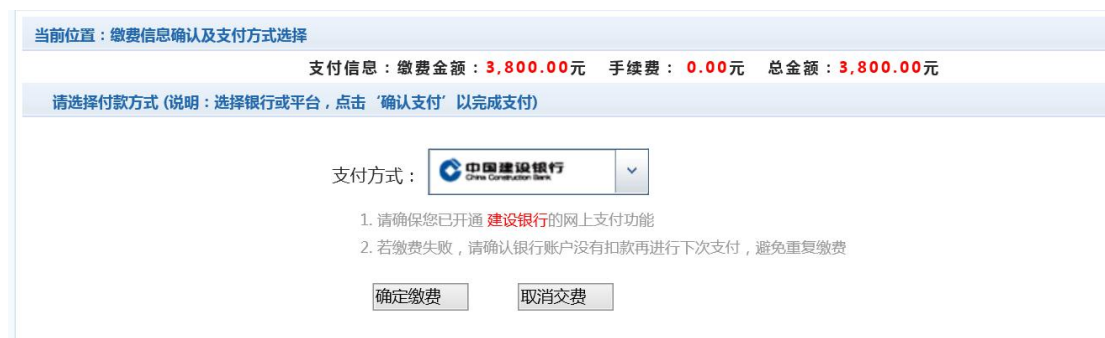 当前位置：缴费信息确认及支付方式选择
支付信息：缴费金额：3,800.00元 手续费： 0.00元 总金额：3,800.00元
请选择付款方式 (说明：选择银行或平台，点击‘确认支付’以完成支付)
支付方式： 中国建设银行
China Construction Bank
1. 请确保您已开通 建设银行的网上支付功能
2. 若缴费失败，请确认银行账户没有扣款再进行下次支付，避免重复缴费
确定缴费 取消交费